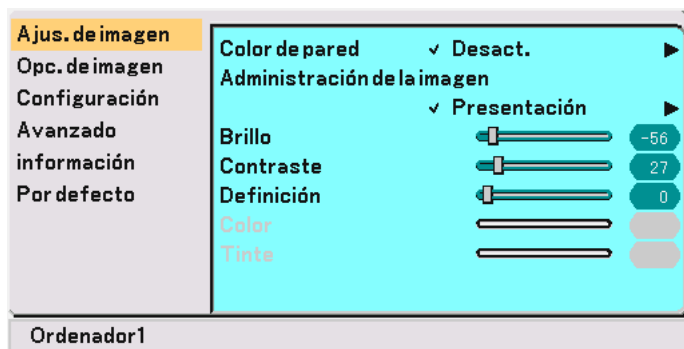 Ajus. de imagen
Opc. de imagen
Configuración
Avanzado
información
Por defecto
Color de pared ✓ Desact. ▶
Administración de la imagen
✓ Presentación ▶
Brillo -56
Contraste 27
Definición 0
Color
Tinte
Ordenador1